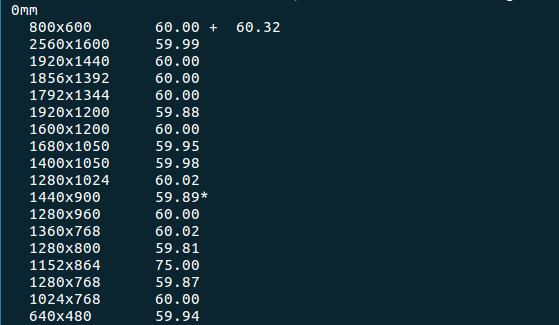 0mm
800x600 60.00 + 60.32
2560x1600 59.99
1920x1440 60.00
1856x1392 60.00
1792x1344 60.00
1920x1200 59.88
1600x1200 60.00
1680x1050 59.95
1400x1050 59.98
1280x1024 60.02
1440x900 59.89*
1280x960 60.00
1360x768 60.02
1280x800 59.81
1152x864 75.00
1280x768 59.87
1024x768 60.00
640x480 59.94